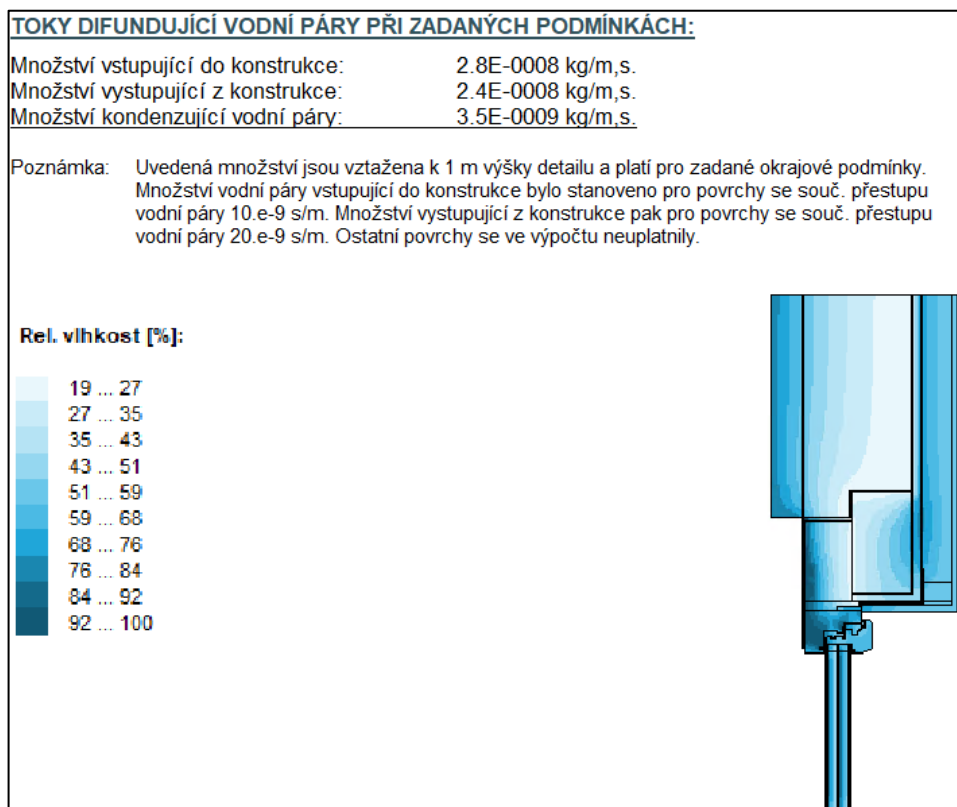 TOKY DIFUNDUJÍCÍ VODNÍ PÁRY PŘI ZADANÝCH PODMÍNKÁCH:
Množství vstupující do konstrukce: 2.8E-0008 kg/m,s.
Množství vystupující z konstrukce: 2.4E-0008 kg/m,s.
Množství kondenzující vodní páry: 3.5E-0009 kg/m,s.
Poznámka: Uvedená množství jsou vztažena k 1 m výšky detailu a platí pro zadané okrajové podmínky.
Množství vodní páry vstupující do konstrukce bylo stanoveno pro povrchy se souč. přestupu
vodní páry 10.e-9 s/m. Množství vystupující z konstrukce pak pro povrchy se souč. přestupu
vodní páry 20.e-9 s/m. Ostatní povrchy se ve výpočtu neuplatnily.
Rel. vlhkost [%]:
19 ... 27
27 ... 35
35 ... 43
43 ... 51
51 ... 59
59 ... 68
68 ... 76
76 ... 84
84 ... 92
92 ... 100